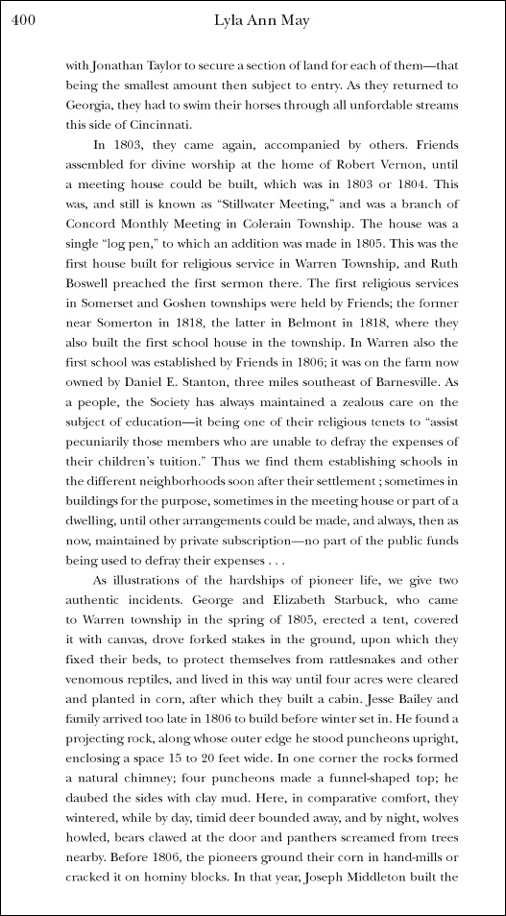 400
Lyla Ann May
with Jonathan Taylor to secure a section of land for each of them—that
being the smallest amount then subject to entry. As they returned to
Georgia, they had to swim their horses through all unfordable streams
this side of Cincinnati.
In 1803, they came again, accompanied by others. Friends
assembled for divine worship at the home of Robert Vernon, until
a meeting house could be built, which was in 1803 or 1804. This
was, and still is known as “Stillwater Meeting,” and was a branch of
Concord Monthly Meeting in Colerain Township. The house was a
single “log pen,” to which an addition was made in 1805. This was the
first house built for religious service in Warren Township, and Ruth
Boswell preached the first sermon there. The first religious services
in Somerset and Goshen townships were held by Friends; the former
near Somerton in 1818, the latter in Belmont in 1818, where they
also built the first school house in the township. In Warren also the
first school was established by Friends in 1806; it was on the farm now
owned by Daniel E. Stanton, three miles southeast of Barnesville. As
a people, the Society has always maintained a zealous care on the
subject of education—it being one of their religious tenets to “assist
pecuniarily those members who are unable to defray the expenses of
their children’s tuition.” Thus we find them establishing schools in
the different neighborhoods soon after their settlement ; sometimes in
buildings for the purpose, sometimes in the meeting house or part of a
dwelling, until other arrangements could be made, and always, then as
now, maintained by private subscription—no part of the public funds
being used to defray their expenses . . .
As illustrations of the hardships of pioneer life, we give two
authentic incidents. George and Elizabeth Starbuck, who came
to Warren township in the spring of 1805, erected a tent, covered
it with canvas, drove forked stakes in the ground, upon which they
fixed their beds, to protect themselves from rattlesnakes and other
venomous reptiles, and lived in this way until four acres were cleared
and planted in corn, after which they built a cabin. Jesse Bailey and
family arrived too late in 1806 to build before winter set in. He found a
projecting rock, along whose outer edge he stood puncheons upright,
enclosing a space 15 to 20 feet wide. In one corner the rocks formed
a natural chimney; four puncheons made a funnel-shaped top; he
daubed the sides with clay mud. Here, in comparative comfort, they
wintered, while by day, timid deer bounded away, and by night, wolves
howled, bears clawed at the door and panthers screamed from trees
nearby. Before 1806, the pioneers ground their corn in hand-mills or
cracked it on hominy blocks. In that year, Joseph Middleton built the